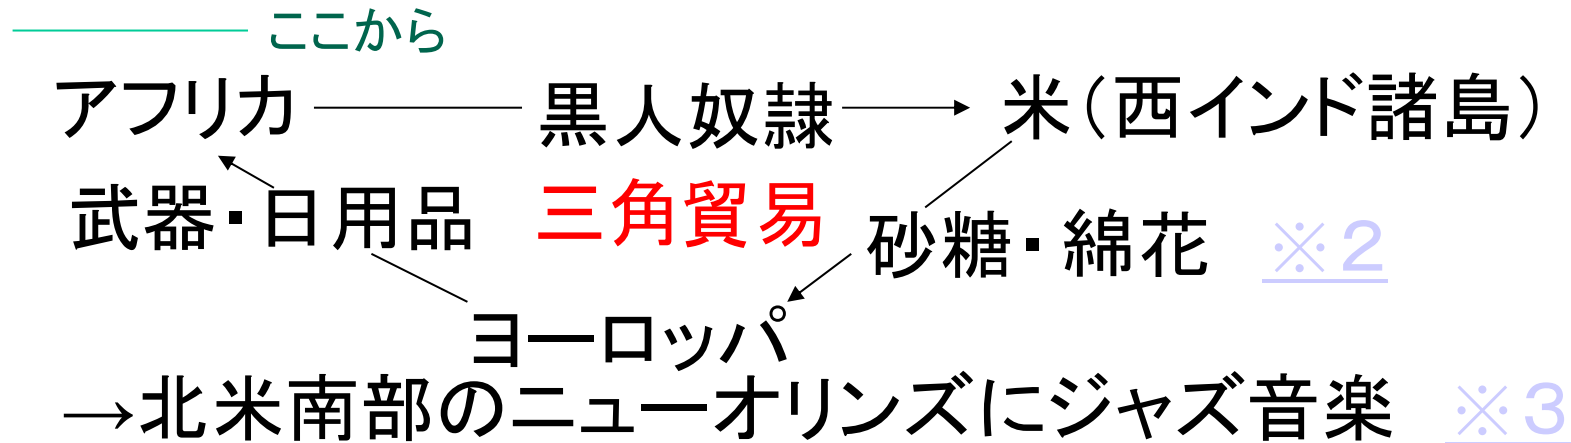 ここから
アフリカ 黒人奴隷 米(西インド諸島)
武器・日用品 三角貿易 砂糖・綿花 ※2
ヨーロッパ
→北米南部のニューオリンズにジャズ音楽 ※3